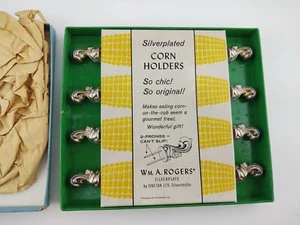 Silverplated
CORN
HOLDERS
So chic!
So original!
Makes eating corn-
on-the-cob seem a
gourmet treat.
Wonderful gift!
2-PRONGS -
CAN'T SLIP!
WM A. ROGERS
SILVERPLATE
by ONEIDA LTD. Silversmiths